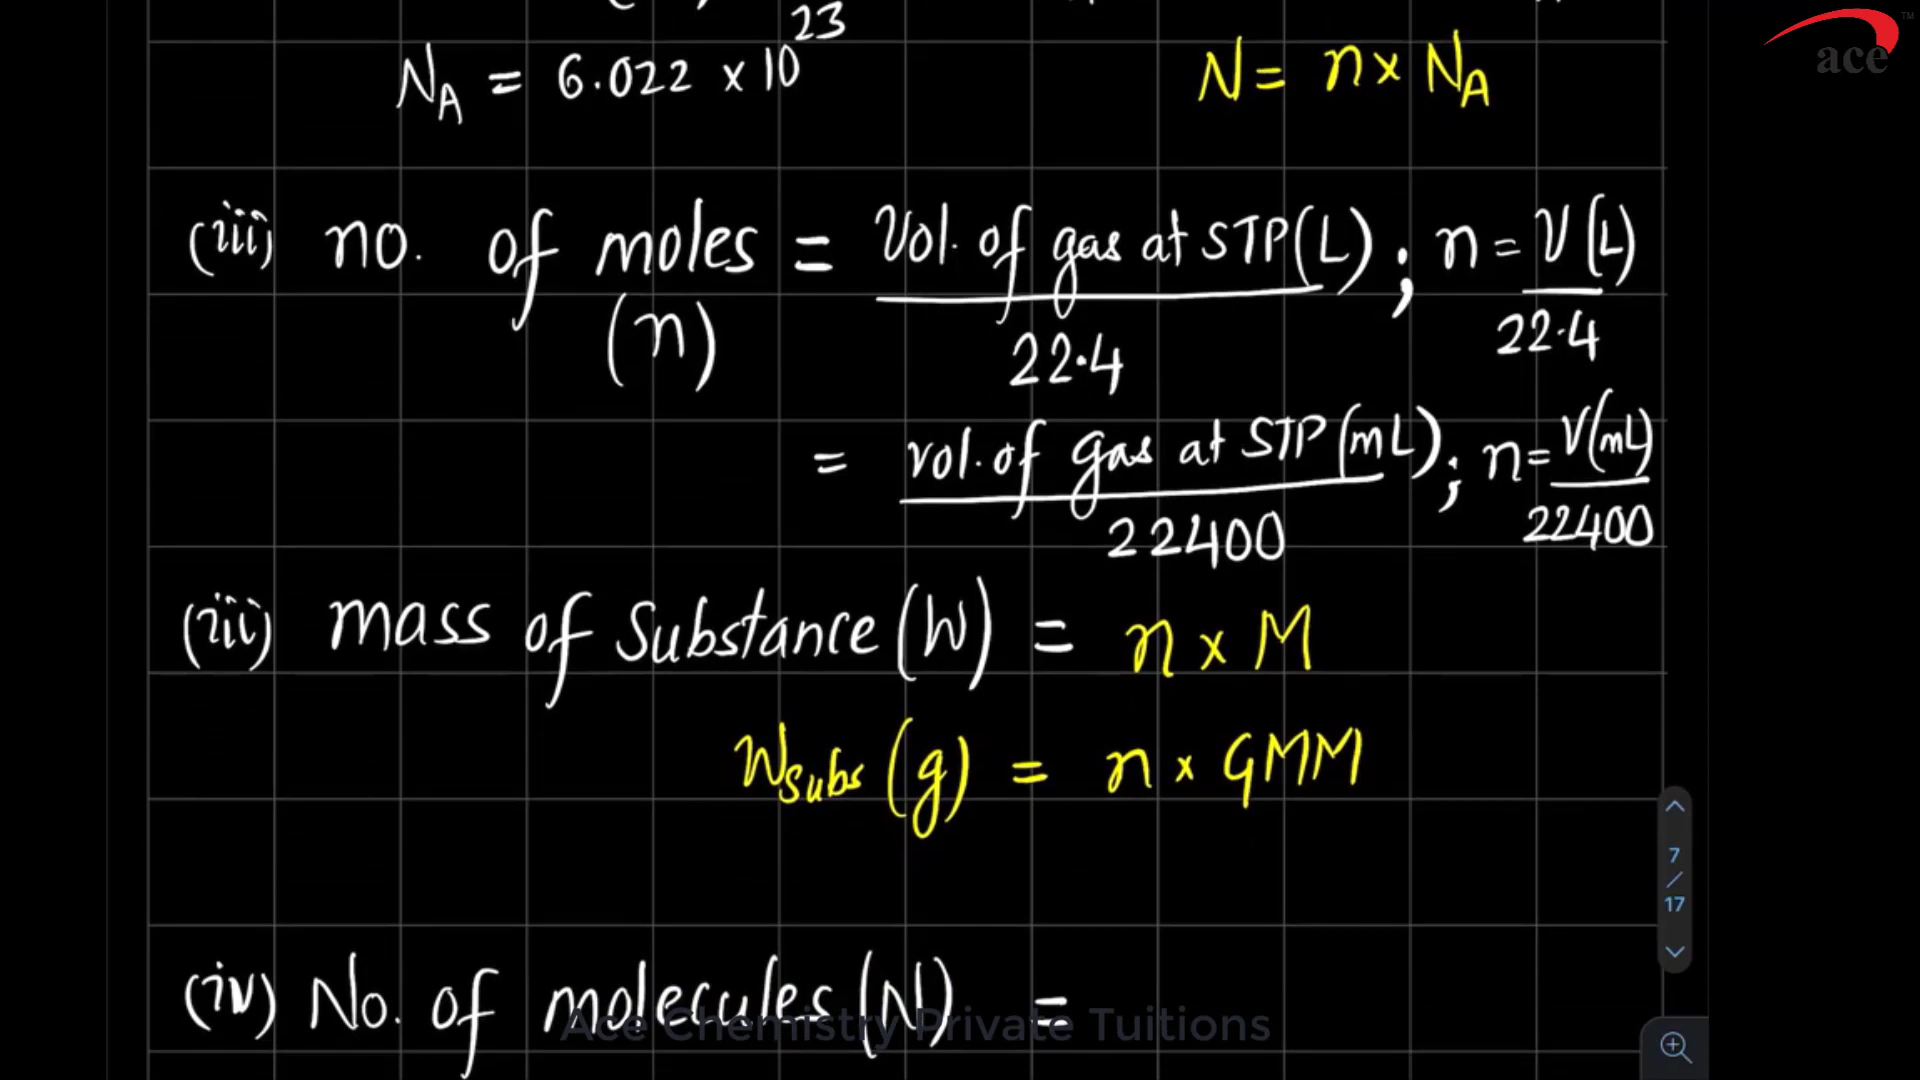 ace TM
23
N_A = 6.022 x 10
N = n x N_A
(iii) no. of moles = Vol. of gas at STP (L) ; n = V(L)
(n) 22.4 22.4
= vol. of gas at STP (mL) ; n = V(mL)
22400 22400
(iii) mass of Substance (W) = n x M
W_Subs (g) = n x GMM
7
/
17
(iv) No. of molecules (N) =
Ace Chemistry Private Tuitions